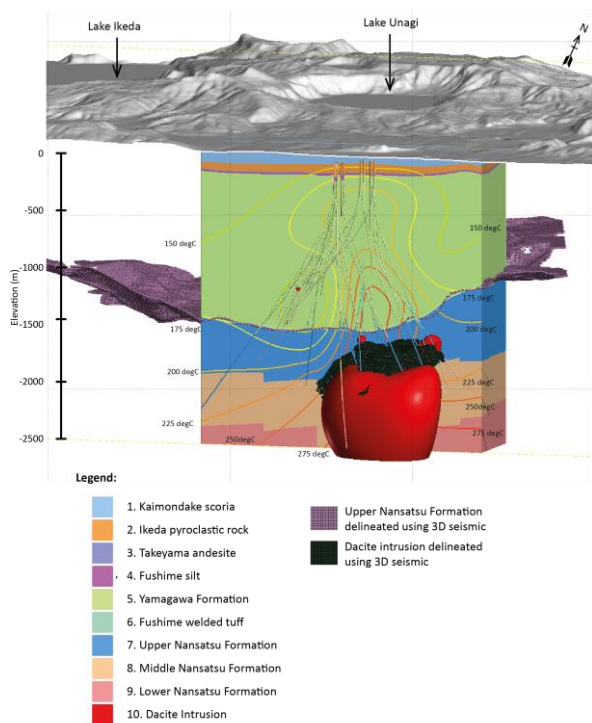 Lake Ikeda
Lake Unagi
N
0
-500
-1000
-1500
-2000
-2500
Elevation (m)
150 degC
150 degC
175 degC
175 degC
200 degC
200 degC
225 degC
225 degC
250degC
250degC
275 degC
275 degC
Legend:
1. Kaimondake scoria
2. Ikeda pyroclastic rock
3. Takeyama andesite
4. Fushime silt
5. Yamagawa Formation
6. Fushime welded tuff
7. Upper Nansatsu Formation
8. Middle Nansatsu Formation
9. Lower Nansatsu Formation
10. Dacite Intrusion
Upper Nansatsu Formation
delineated using 3D seismic
Dacite intrusion delineated
using 3D seismic